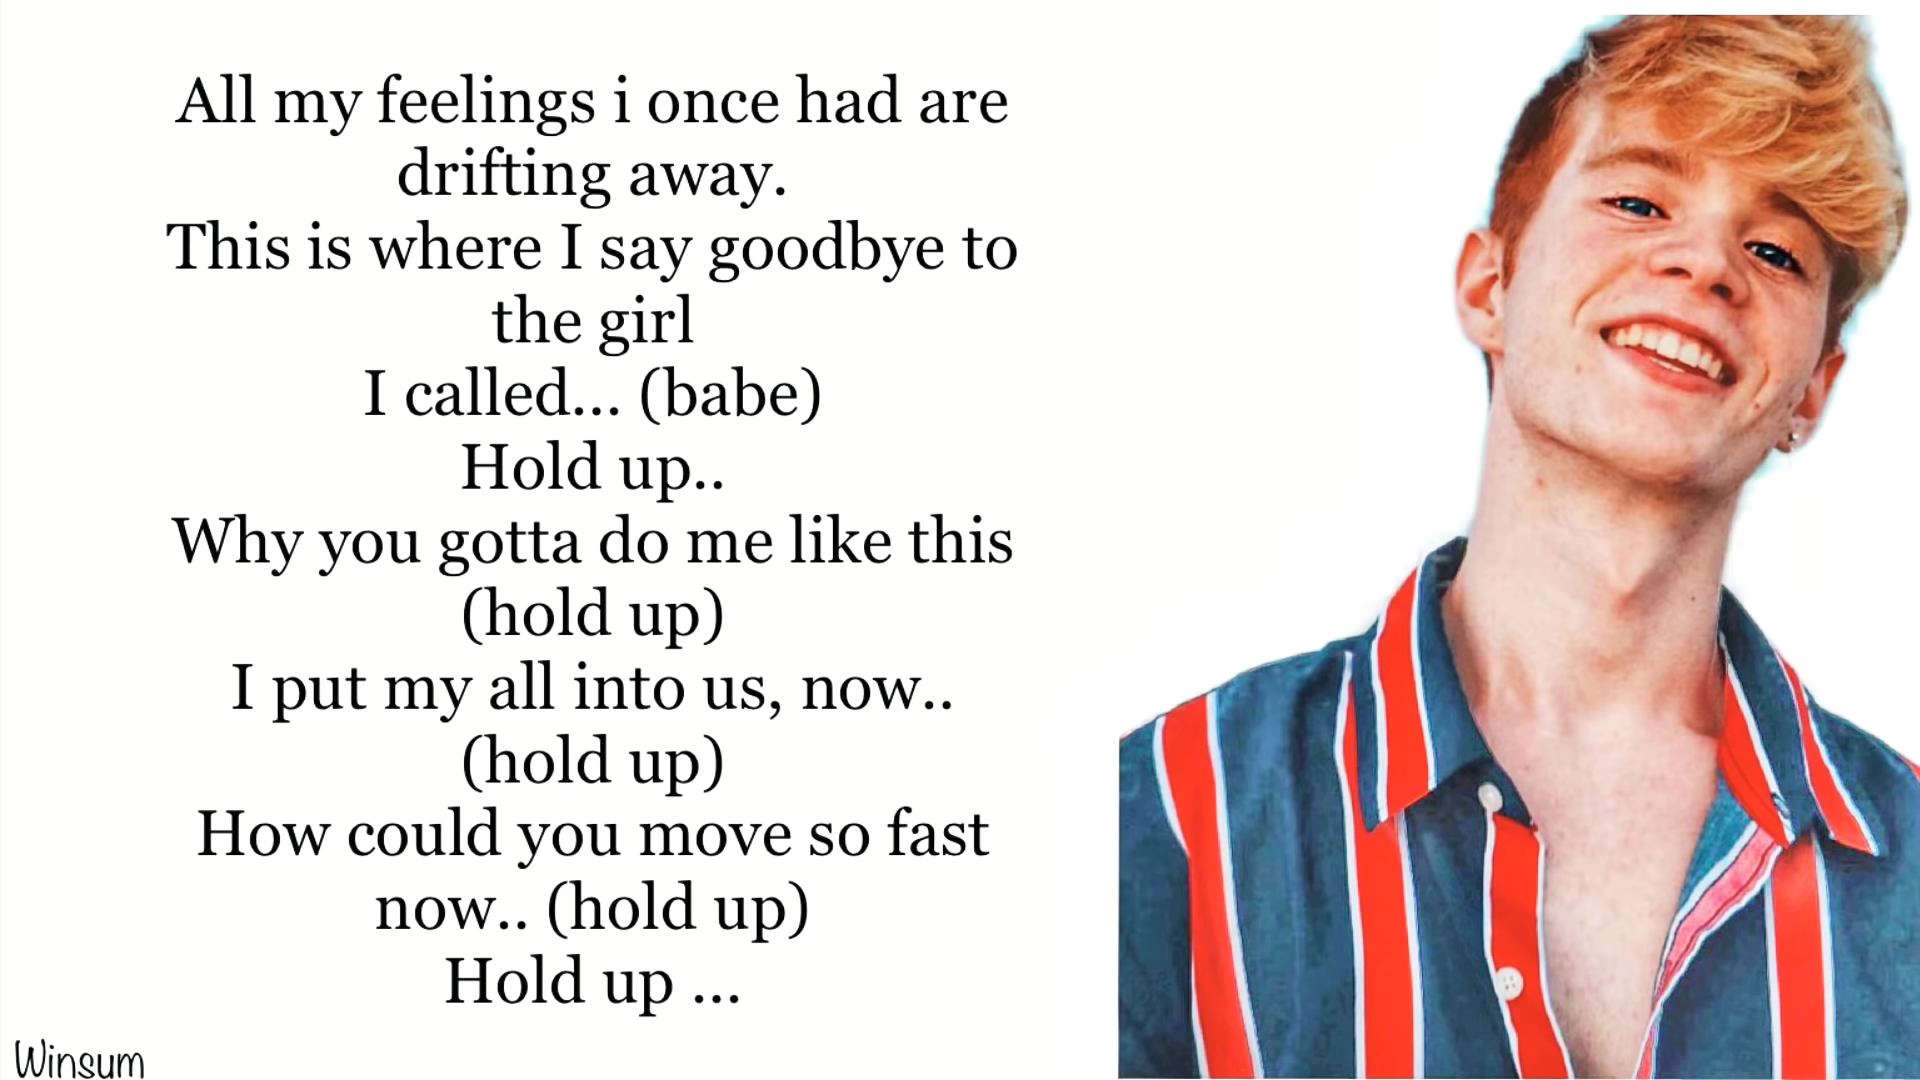 All my feelings i once had are
drifting away.
This is where I say goodbye to
the girl
I called... (babe)
Hold up..
Why you gotta do me like this
(hold up)
I put my all into us, now..
(hold up)
How could you move so fast
now.. (hold up)
Hold up ...
Winsum